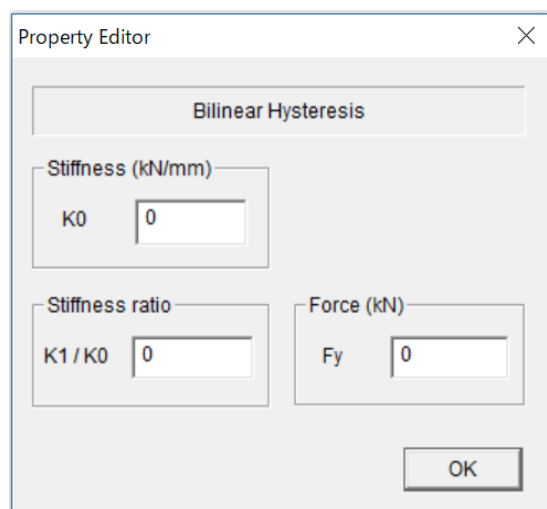 Property Editor
Bilinear Hysteresis
Stiffness (kN/mm)
K0 0
Stiffness ratio Force (kN)
K1 / K0 0 Fy 0
OK